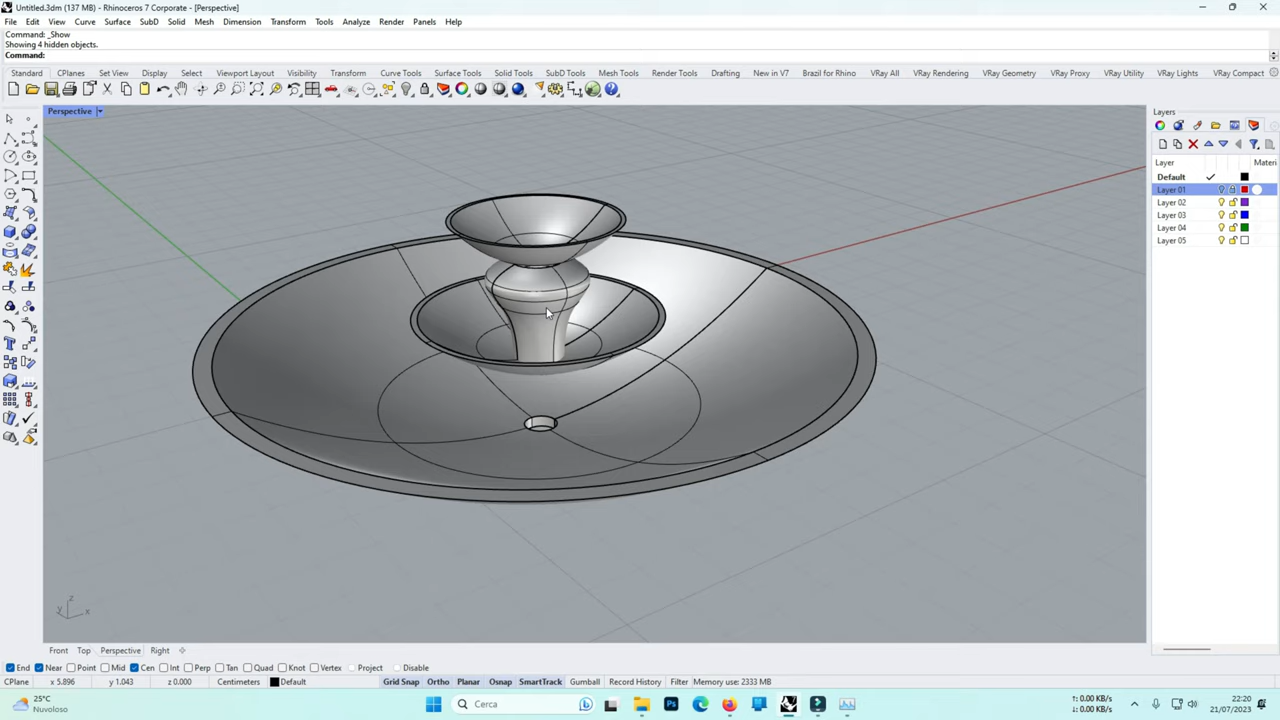 Untitled.3dm (137 MB) - Rhinoceros 7 Corporate - [Perspective]
File Edit View Curve Surface SubD Solid Mesh Dimension Transform Tools Analyze Render Panels Help
Command: _Show
Showing 4 hidden objects.
Command:
Standard CPlanes Set View Display Select Viewport Layout Visibility Transform Curve Tools Surface Tools Solid Tools SubD Tools Mesh Tools Render Tools Drafting New in V7 Brazil for Rhino VRay All VRay Rendering VRay Geometry VRay Proxy VRay Utility VRay Lights VRay Compact
Perspective
Layers
Layer Materi
Default
Layer 01
Layer 02
Layer 03
Layer 04
Layer 05
z
y x
Front Top Perspective Right
End Near Point Mid Cen Int Perp Tan Quad Knot Vertex Project Disable
CPlane x 5.896 y 1.043 z 0.000 Centimeters Default Grid Snap Ortho Planar Osnap SmartTrack Gumball Record History Filter Memory use: 2333 MB
25°C
Nuvoloso
Cerca
Ps
↑: 0.00 KB/s
↓: 0.00 KB/s
22:20
21/07/2023